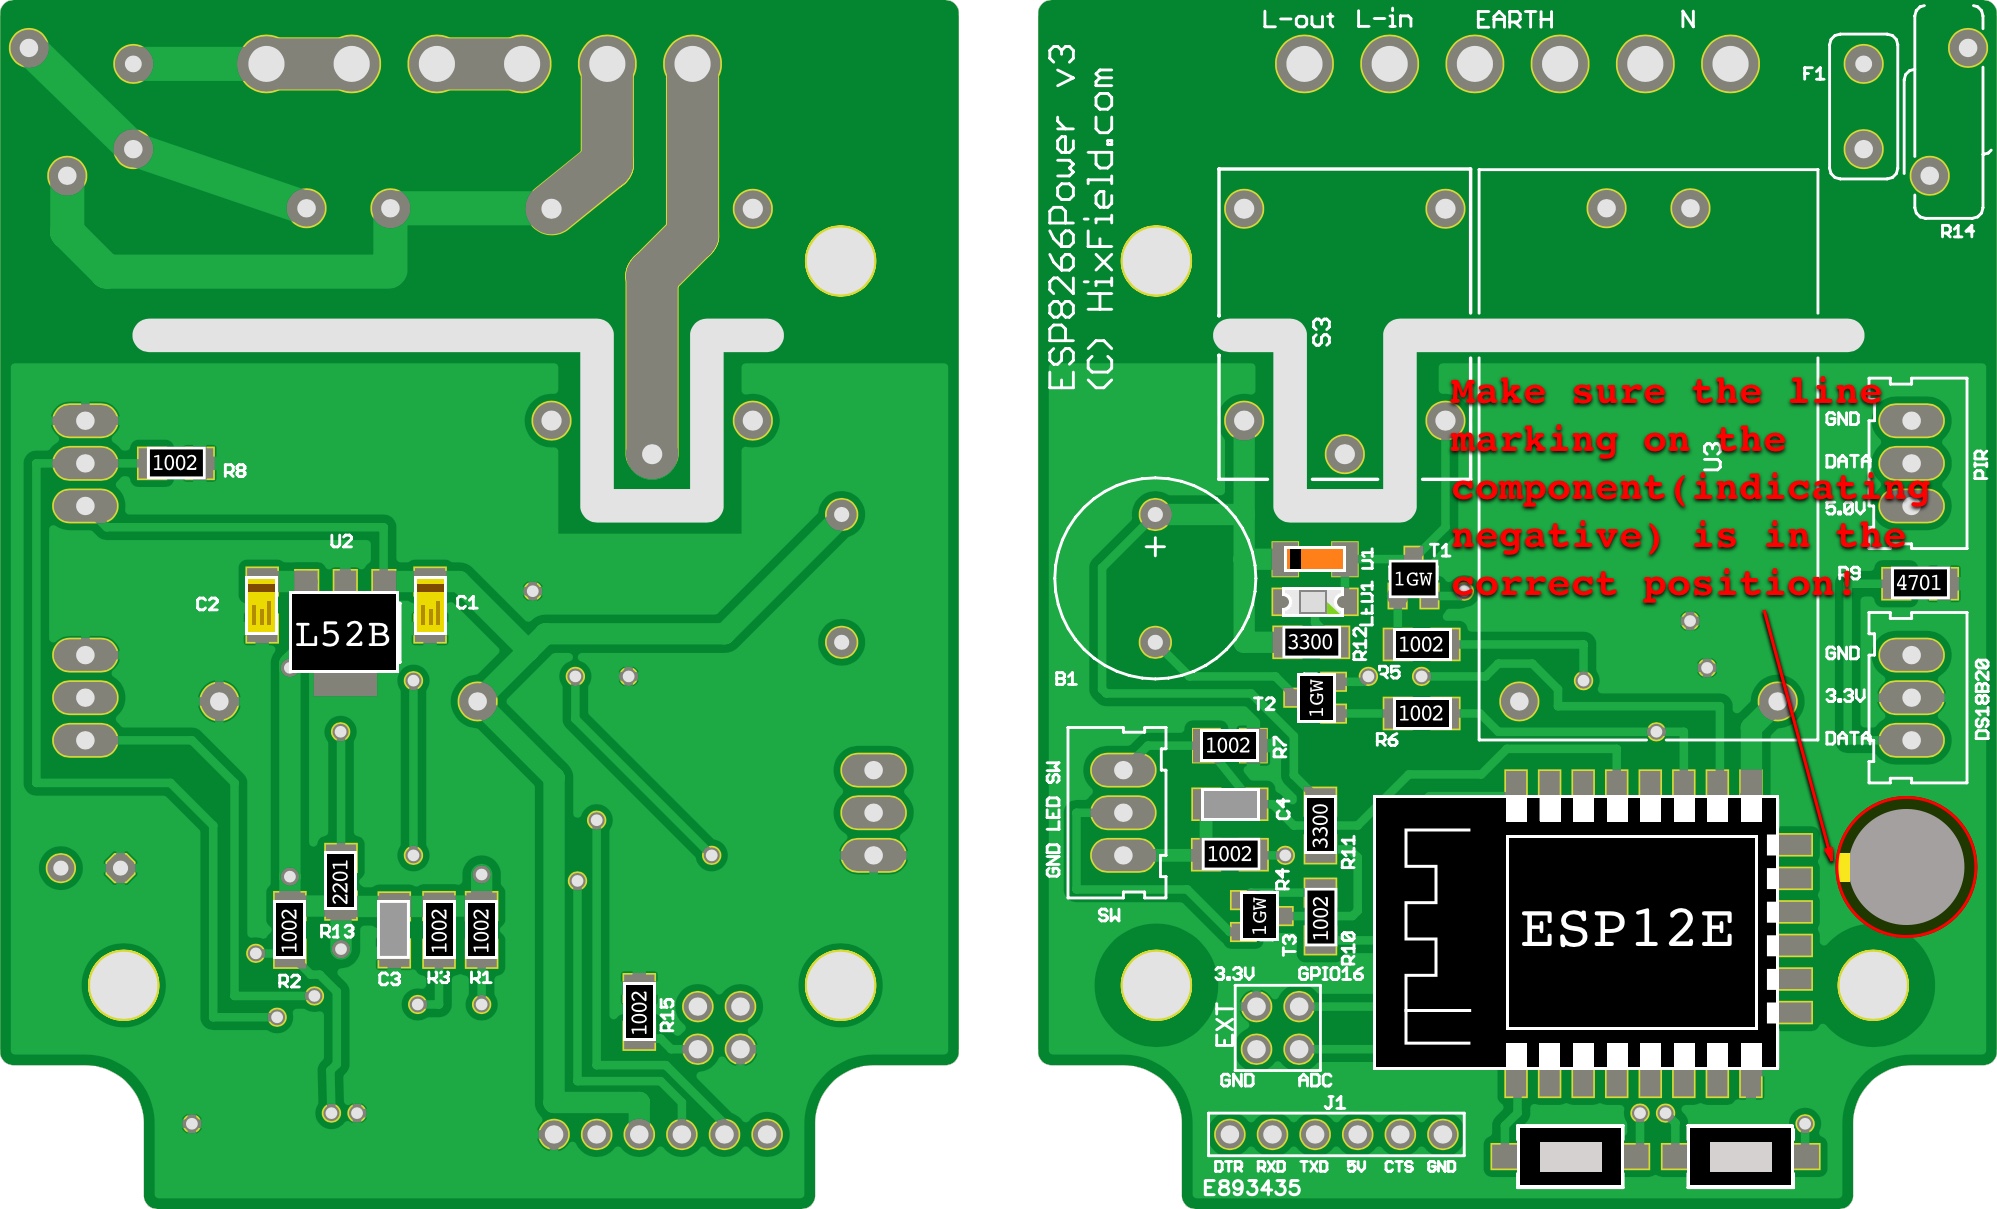 R8
1002
U2
C2
C1
L52B
2201
1002
R13
1002
1002
R2
C3
R3
R1
1002
R15
L-out
L-in
EARTH
N
ESP8266Power v3
(C) HixField.com
F1
R14
S3
U3
Make sure the line
marking on the
component(indicating
negative) is in the
correct position!
GND
DATA
5.0V
PIR
+
B1
D1
T1
1GW
LED1
3300
R12
1002
R5
R9
4701
T2
1GW
1002
R6
GND
3.3V
DATA
DS18B20
1002
R7
SW
LED
GND
SW
C4
3300
R11
1002
R4
1GW
T3
1002
R10
ESP12E
3.3V
GPIO16
EXT
GND
ADC
J1
DTR
RXD
TXD
5V
CTS
GND
E893435